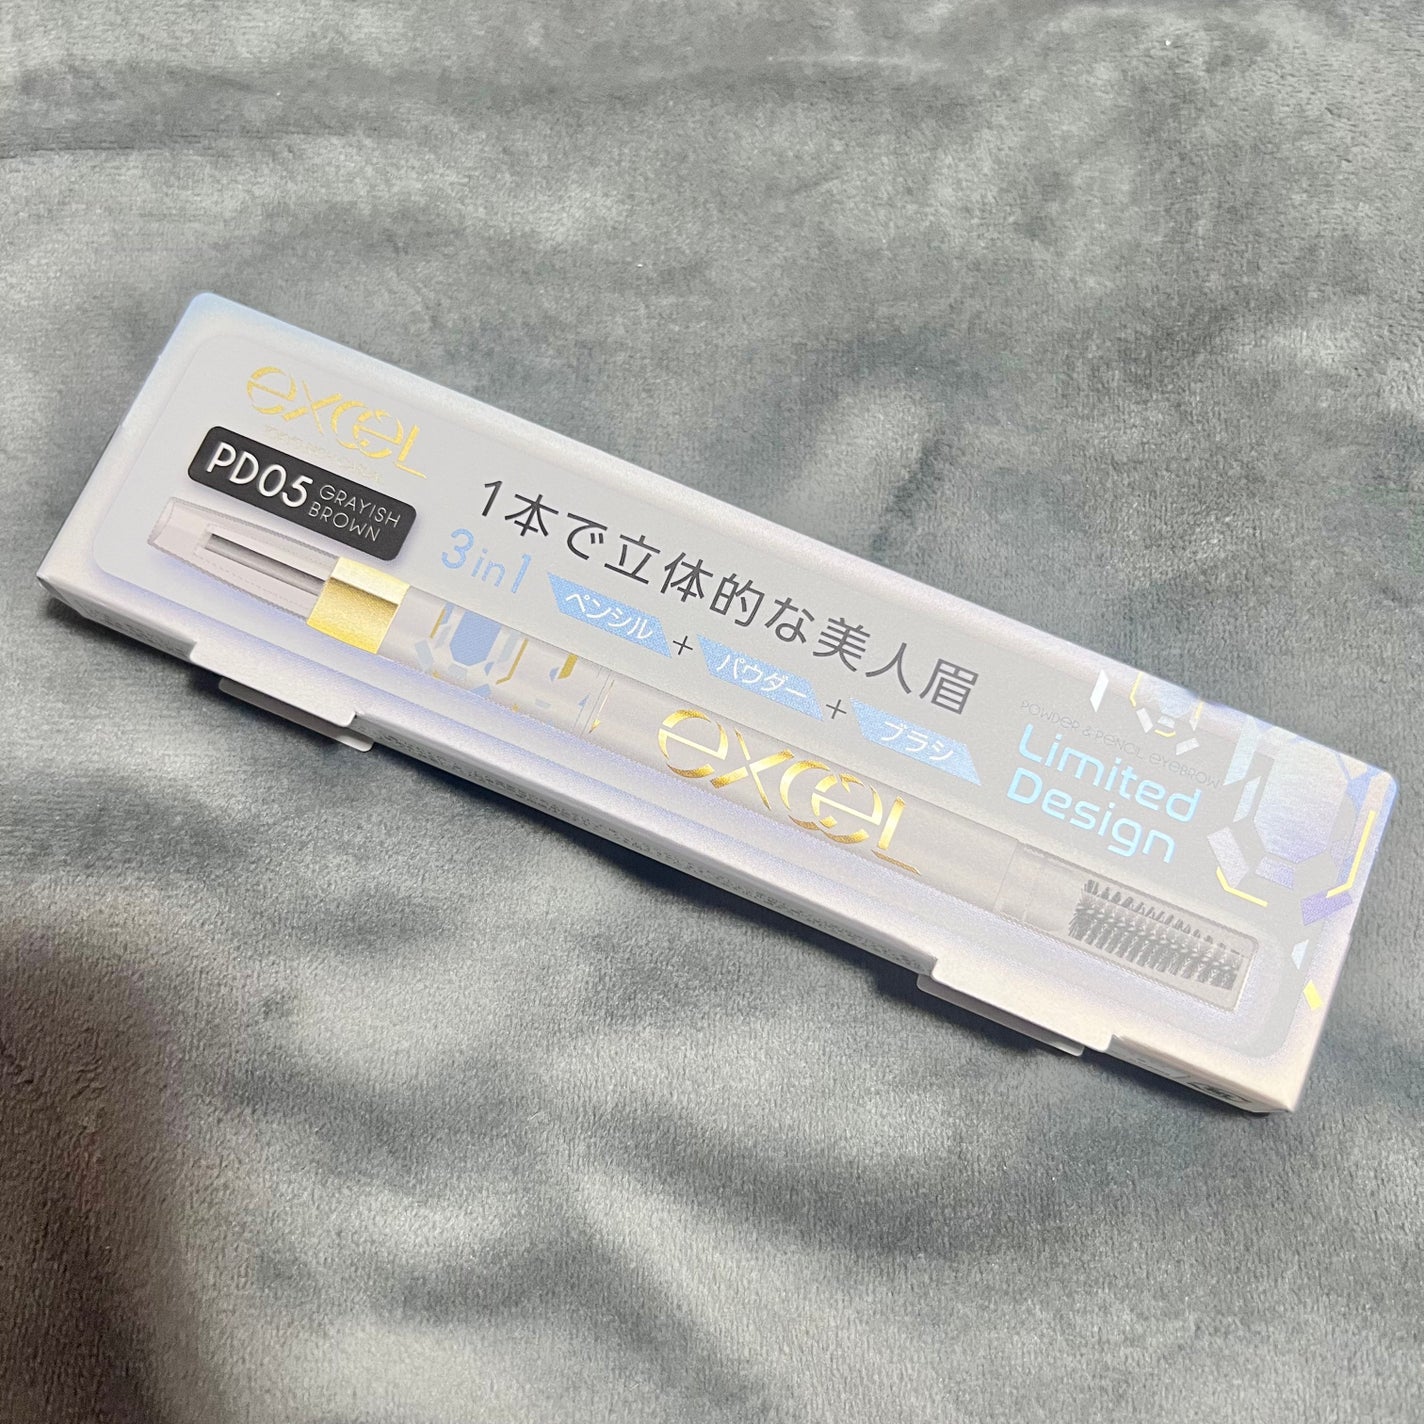 excel
PD05 GRAYISH
BROWN
1本で立体的な美人眉
3in1 ペンシル + パウダー + ブラシ
excel
POWDER & PENCIL EYEBROW
Limited
Design